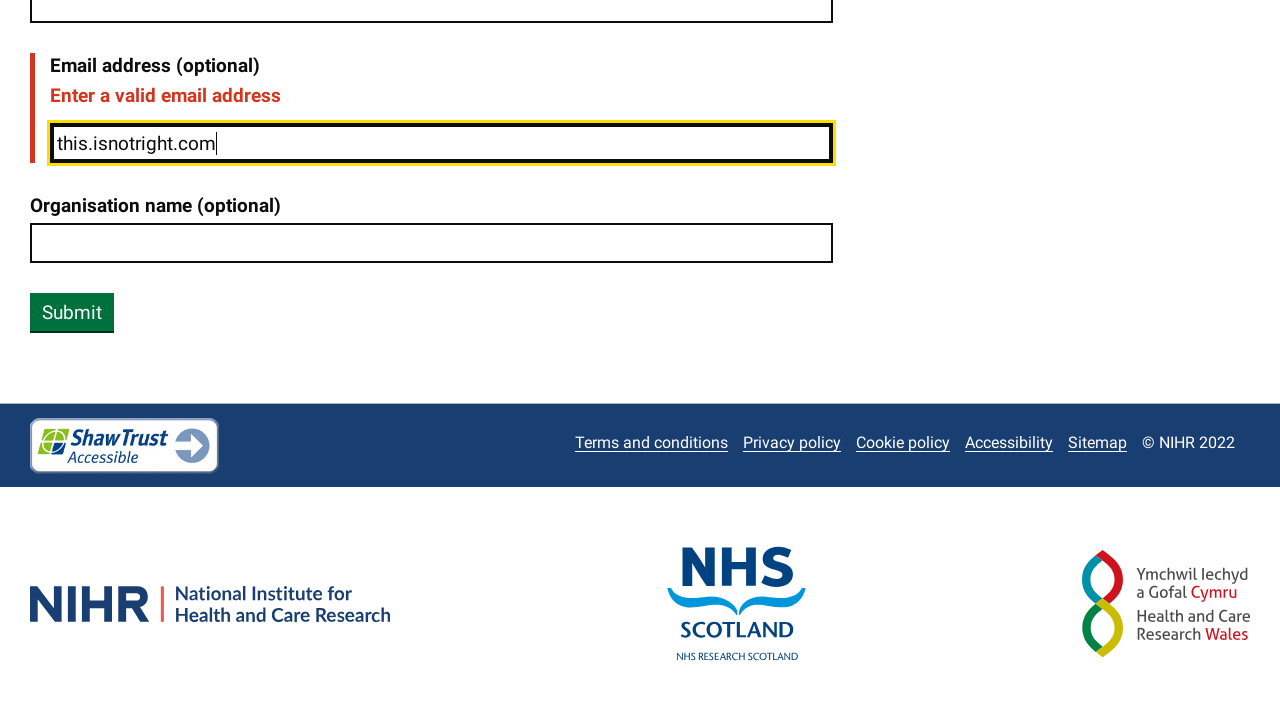 Email address (optional)
Enter a valid email address
this.isnotright.com
Organisation name (optional)
Submit
ShawTrust
Accessible
Terms and conditions Privacy policy Cookie policy Accessibility Sitemap © NIHR 2022
NIHR | National Institute for
Health and Care Research
NHS
SCOTLAND
NHS RESEARCH SCOTLAND
Ymchwil Iechyd
a Gofal Cymru
Health and Care
Research Wales